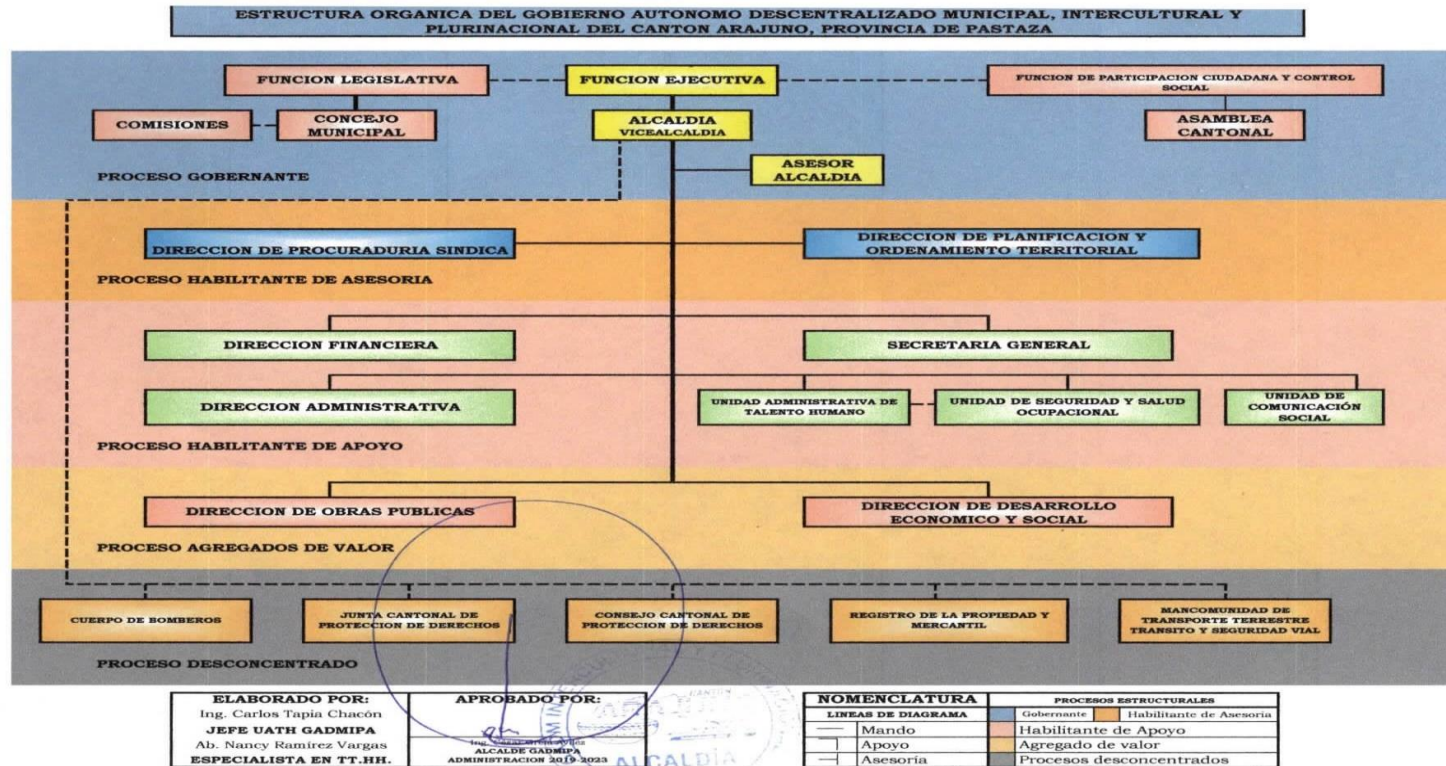 ESTRUCTURA ORGANICA DEL GOBIERNO AUTONOMO DESCENTRALIZADO MUNICIPAL, INTERCULTURAL Y
PLURINACIONAL DEL CANTON ARAJUNO, PROVINCIA DE PASTAZA
FUNCION LEGISLATIVA
FUNCION EJECUTIVA
FUNCION DE PARTICIPACION CIUDADANA Y CONTROL
SOCIAL
COMISIONES
CONCEJO
MUNICIPAL
ALCALDIA
VICEALCALDIA
ASAMBLEA
CANTONAL
ASESOR
ALCALDIA
PROCESO GOBERNANTE
DIRECCION DE PROCURADURIA SINDICA
DIRECCION DE PLANIFICACION Y
ORDENAMIENTO TERRITORIAL
PROCESO HABILITANTE DE ASESORIA
DIRECCION FINANCIERA
SECRETARIA GENERAL
DIRECCION ADMINISTRATIVA
UNIDAD ADMINISTRATIVA DE
TALENTO HUMANO
UNIDAD DE SEGURIDAD Y SALUD
OCUPACIONAL
UNIDAD DE
COMUNICACIÓN
SOCIAL
PROCESO HABILITANTE DE APOYO
DIRECCION DE OBRAS PUBLICAS
DIRECCION DE DESARROLLO
ECONOMICO Y SOCIAL
PROCESO AGREGADOS DE VALOR
CUERPO DE BOMBEROS
JUNTA CANTONAL DE
PROTECCION DE DERECHOS
CONSEJO CANTONAL DE
PROTECCION DE DERECHOS
REGISTRO DE LA PROPIEDAD Y
MERCANTIL
MANCOMUNIDAD DE
TRANSPORTE TERRESTRE
TRANSITO Y SEGURIDAD VIAL
PROCESO DESCONCENTRADO
ELABORADO POR:
Ing. Carlos Tapia Chacón
JEFE UATH GADMIPA
Ab. Nancy Ramírez Vargas
ESPECIALISTA EN TT.HH.
APROBADO POR:
Ing.
ALCALDE GADMIPA
ADMINISTRACION 2019-2023
ALCALDÍA
NOMENCLATURA
LINEAS DE DIAGRAMA
Mando
Apoyo
Asesoría
PROCESOS ESTRUCTURALES
Gobernante
Habilitante de Asesoría
Habilitante de Apoyo
Agregado de valor
Procesos desconcentrados